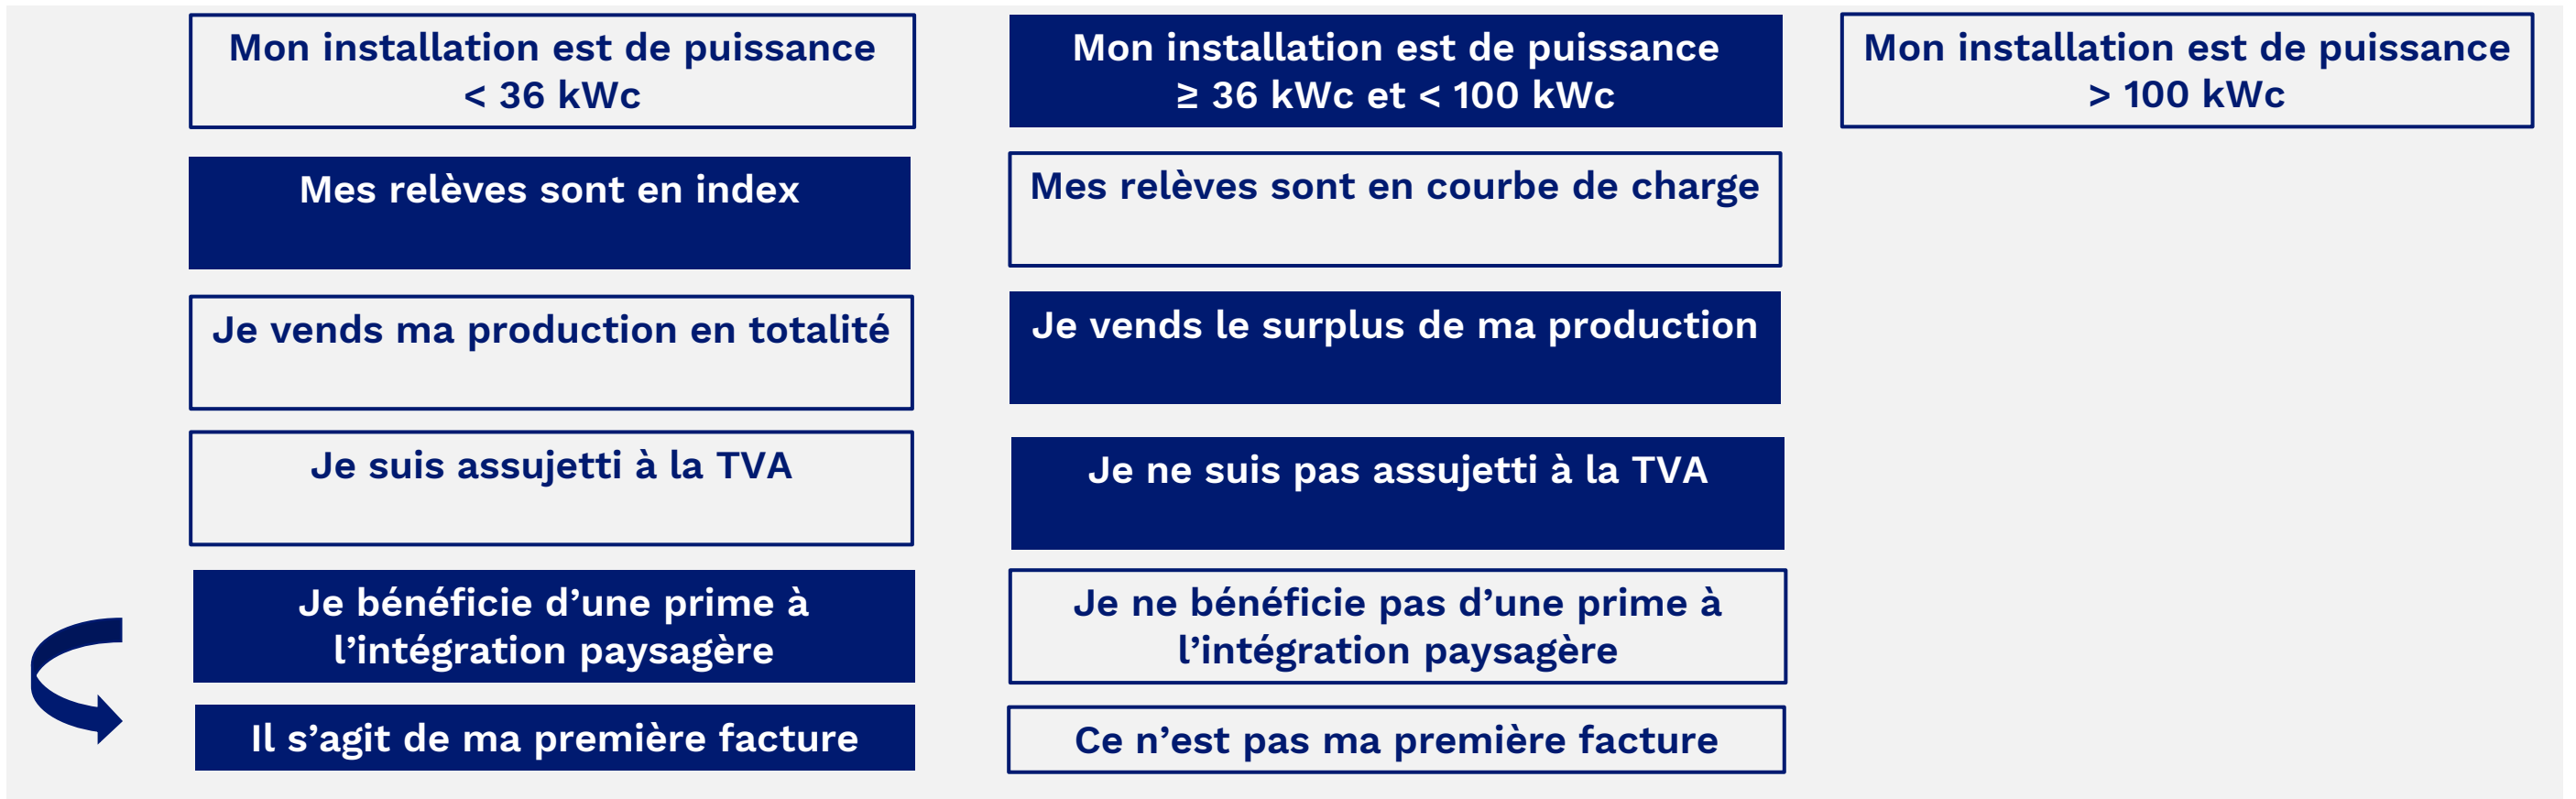 Mon installation est de puissance
< 36 kWc
Mon installation est de puissance
≥ 36 kWc et < 100 kWc
Mon installation est de puissance
> 100 kWc
Mes relèves sont en index
Mes relèves sont en courbe de charge
Je vends ma production en totalité
Je vends le surplus de ma production
Je suis assujetti à la TVA
Je ne suis pas assujetti à la TVA
Je bénéficie d’une prime à
l’intégration paysagère
Je ne bénéficie pas d’une prime à
l’intégration paysagère
Il s’agit de ma première facture
Ce n’est pas ma première facture